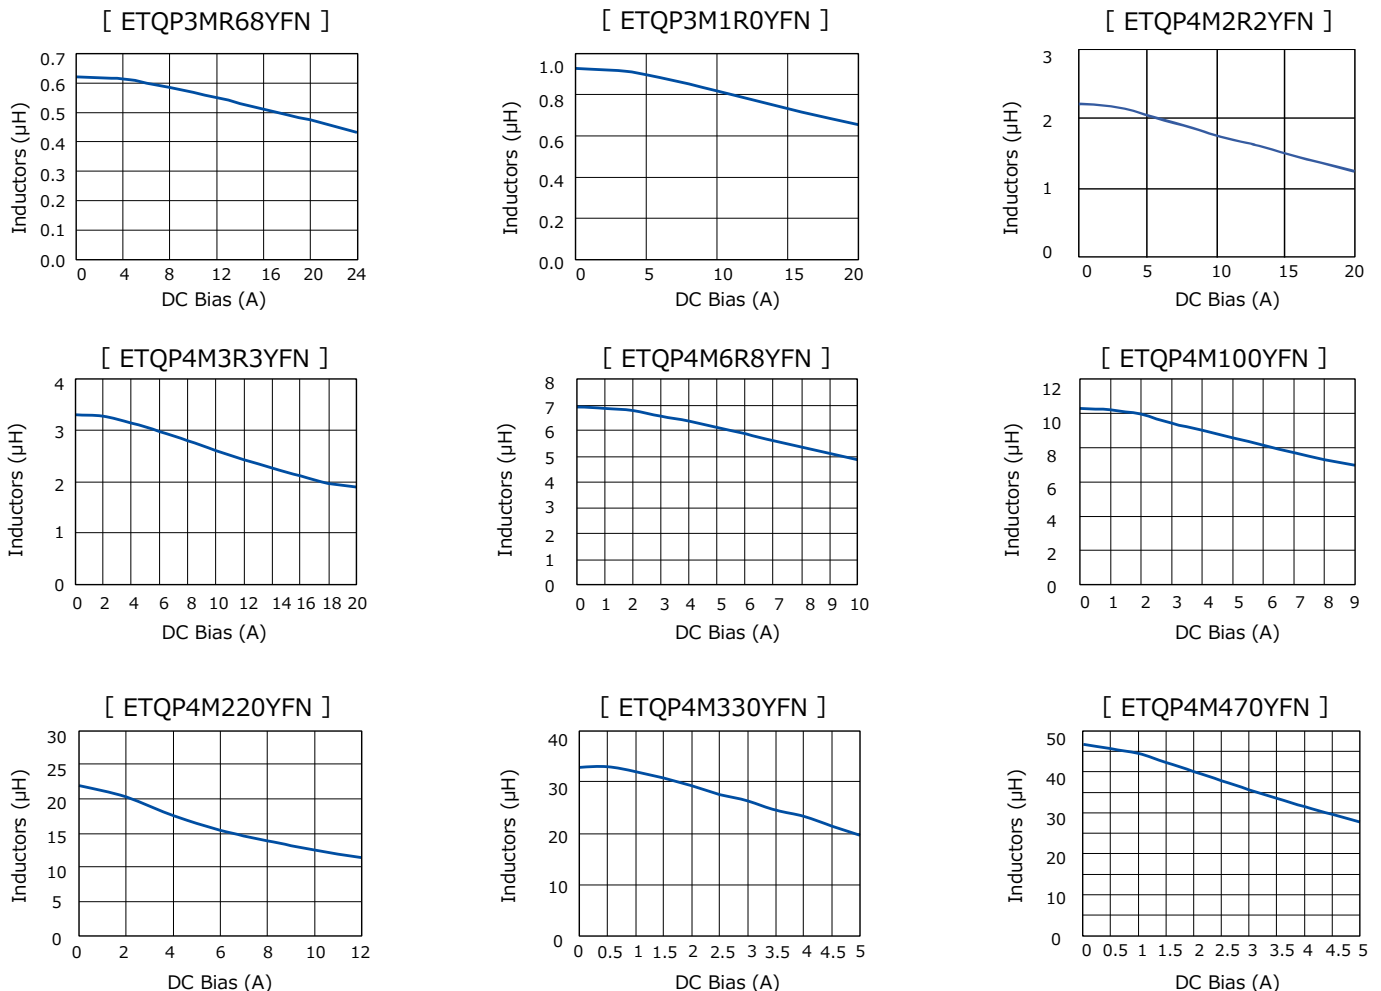 [ ETQP3MR68YFN ]
Inductors (µH)
0.7
0.6
0.5
0.4
0.3
0.2
0.1
0.0
0 4 8 12 16 20 24
DC Bias (A)
[ ETQP3M1R0YFN ]
Inductors (µH)
1.0
0.8
0.6
0.4
0.2
0.0
0 5 10 15 20
DC Bias (A)
[ ETQP4M2R2YFN ]
Inductors (µH)
3
2
1
0
0 5 10 15 20
DC Bias (A)
[ ETQP4M3R3YFN ]
Inductors (µH)
4
3
2
1
0
0 2 4 6 8 10 12 14 16 18 20
DC Bias (A)
[ ETQP4M6R8YFN ]
Inductors (µH)
8
7
6
5
4
3
2
1
0
0 1 2 3 4 5 6 7 8 9 10
DC Bias (A)
[ ETQP4M100YFN ]
Inductors (µH)
12
10
8
6
4
2
0
0 1 2 3 4 5 6 7 8 9
DC Bias (A)
[ ETQP4M220YFN ]
Inductors (µH)
30
25
20
15
10
5
0
0 2 4 6 8 10 12
DC Bias (A)
[ ETQP4M330YFN ]
Inductors (µH)
40
30
20
10
0
0 0.5 1 1.5 2 2.5 3 3.5 4 4.5 5
DC Bias (A)
[ ETQP4M470YFN ]
Inductors (µH)
50
40
30
20
10
0
0 0.5 1 1.5 2 2.5 3 3.5 4 4.5 5
DC Bias (A)